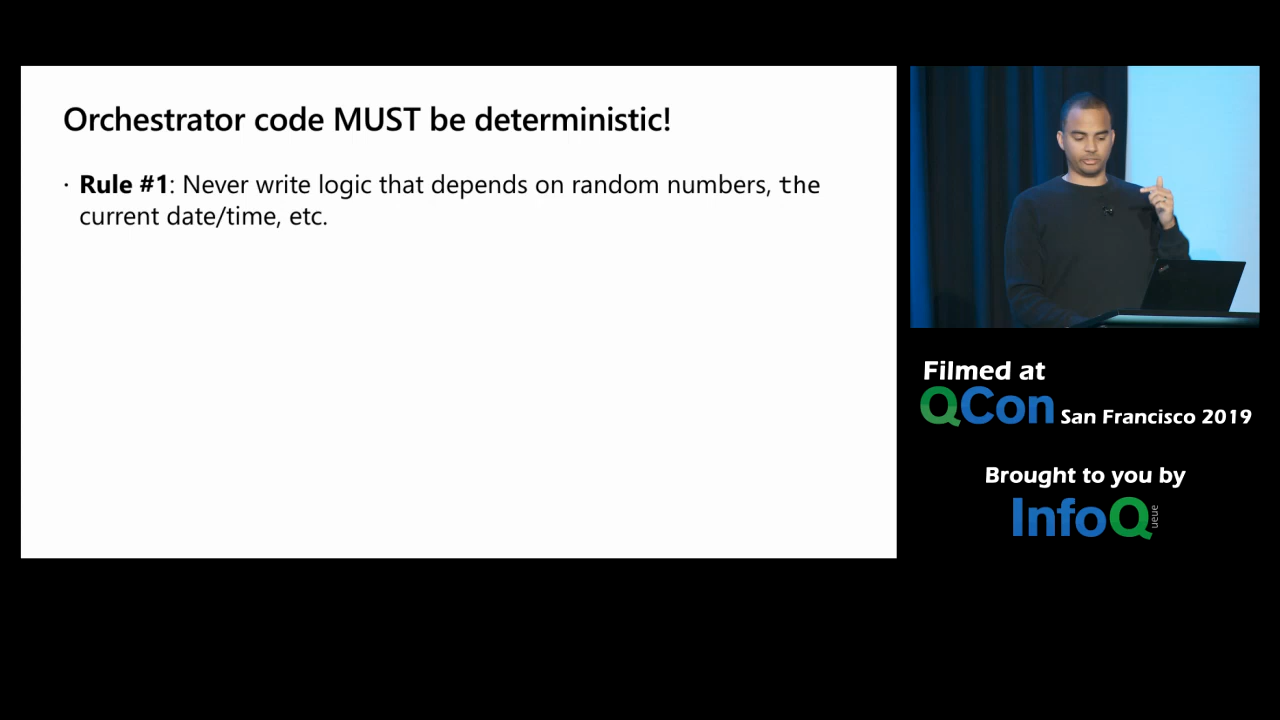 Orchestrator code MUST be deterministic!
· Rule #1: Never write logic that depends on random numbers, the
current date/time, etc.
Filmed at
QCon San Francisco 2019
Brought to you by
InfoQ
ueue